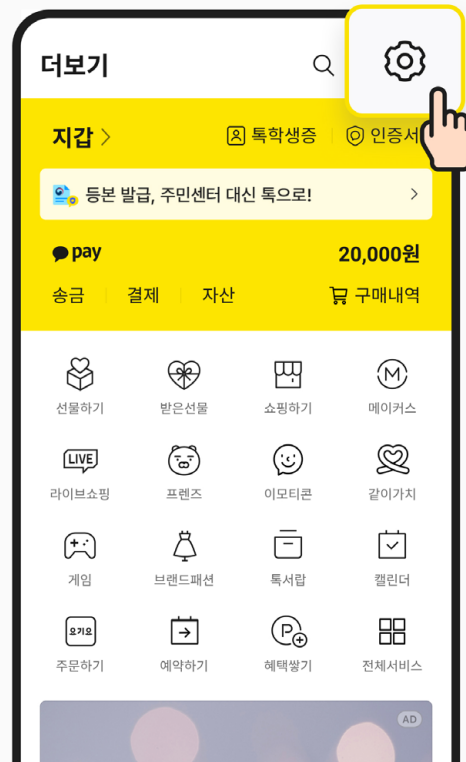 더보기
지갑 >
톡학생증
인증서
등본 발급, 주민센터 대신 톡으로! >
pay
20,000원
송금
결제
자산
구매내역
선물하기
받은선물
쇼핑하기
M
메이커스
LIVE
라이브쇼핑
프렌즈
이모티콘
같이가치
게임
브랜드패션
톡서랍
캘린더
요기요
주문하기
예약하기
P
혜택쌓기
전체서비스
AD